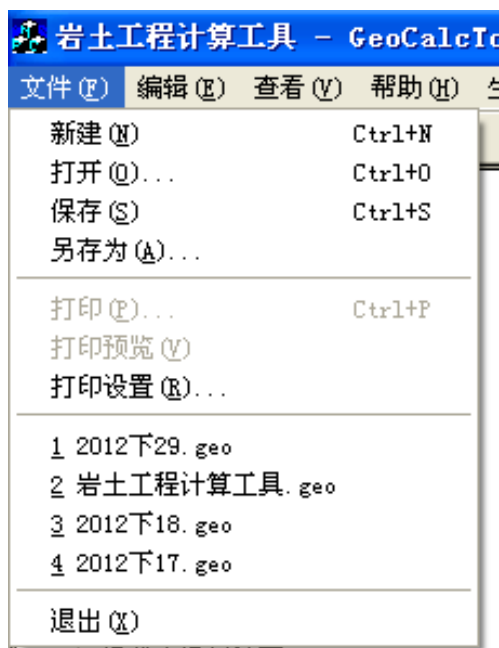 岩土工程计算工具 - GeoCalcTo
文件(F) 编辑(E) 查看(V) 帮助(H)
新建(N) Ctrl+N
打开(O)... Ctrl+O
保存(S) Ctrl+S
另存为(A)...
打印(P)... Ctrl+P
打印预览(V)
打印设置(R)...
1 2012下29.geo
2 岩土工程计算工具.geo
3 2012下18.geo
4 2012下17.geo
退出(X)